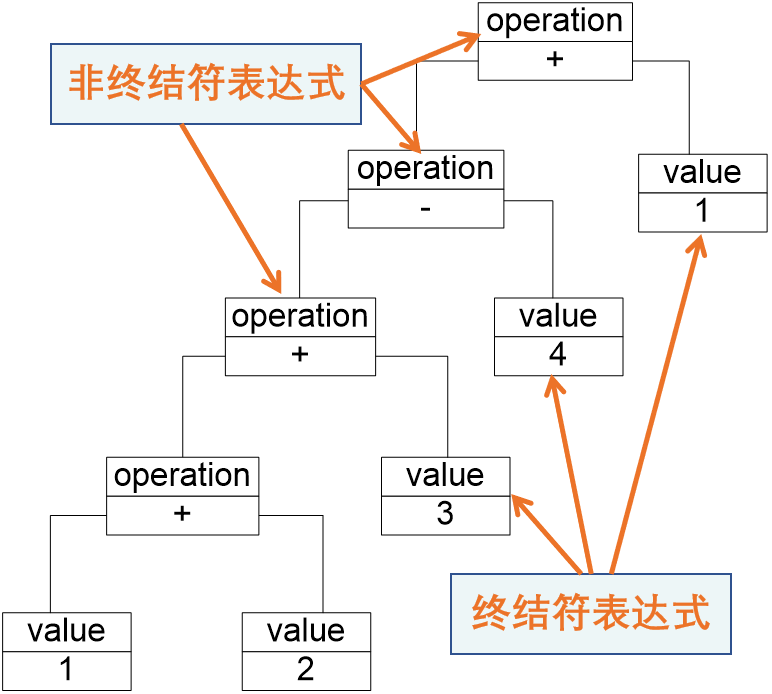 operation
+
非终结符表达式
operation
-
value
1
operation
+
value
4
operation
+
value
3
value
1
value
2
终结符表达式